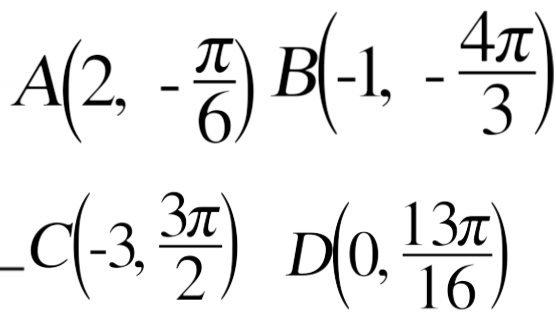 A(2, -π/6) B(-1, -4π/3)
_C(-3, 3π/2) D(0, 13π/16)